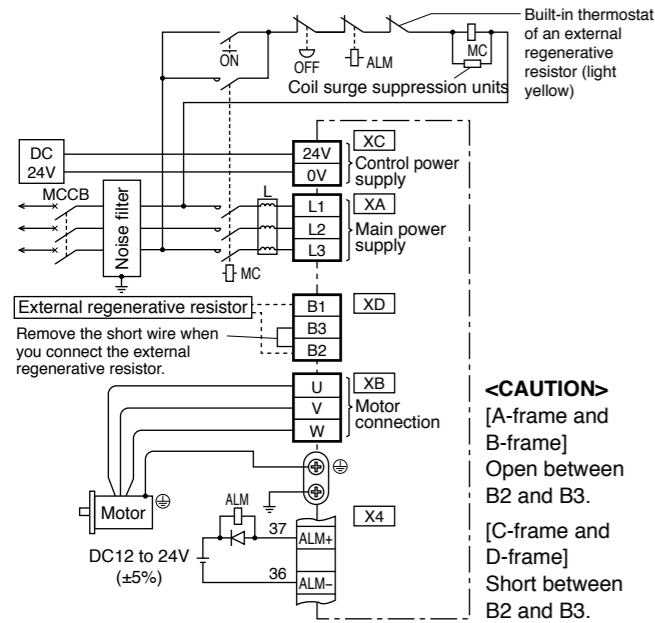 Built-in thermostat
of an external
regenerative
resistor (light
yellow)
ON
OFF
ALM
MC
Coil surge suppression units
DC
24V
XC
24V
0V
Control power
supply
MCCB
Noise filter
L
L1
L2
L3
XA
Main power
supply
MC
External regenerative resistor
Remove the short wire when
you connect the external
regenerative resistor.
B1
B3
B2
XD
U
V
W
XB
Motor
connection
Motor
ALM
DC12 to 24V
(±5%)
37
36
ALM+
ALM−
X4
<CAUTION>
[A-frame and
B-frame]
Open between
B2 and B3.
[C-frame and
D-frame]
Short between
B2 and B3.